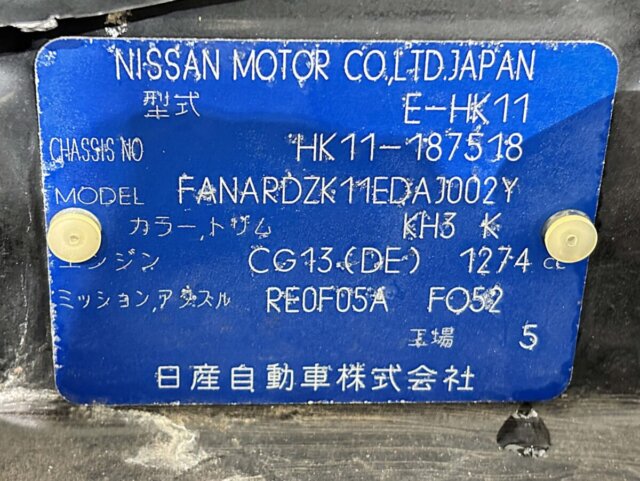 NISSAN MOTOR CO.,LTD.JAPAN
型式 E-HK11
CHASSIS NO HK11-187518
MODEL FANARDZK11EDAJ002Y
カラー,トリム KH3 K
エンジン CG13(DE) 1274 cc
ミッション,アクスル RE0F05A FO52
工場 5
日産自動車株式会社